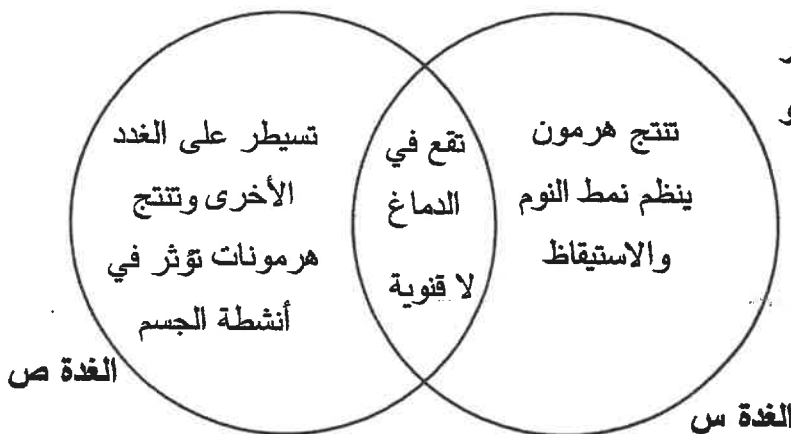 تنتج هرمون
ينظم نمط النوم
والاستيقاظ
تقع في
الدماغ
لا قنوية
تسيطر على الغدد
الأخرى وتنتج
هرمونات تؤثر في
أنشطة الجسم
الغدة س
الغدة ص